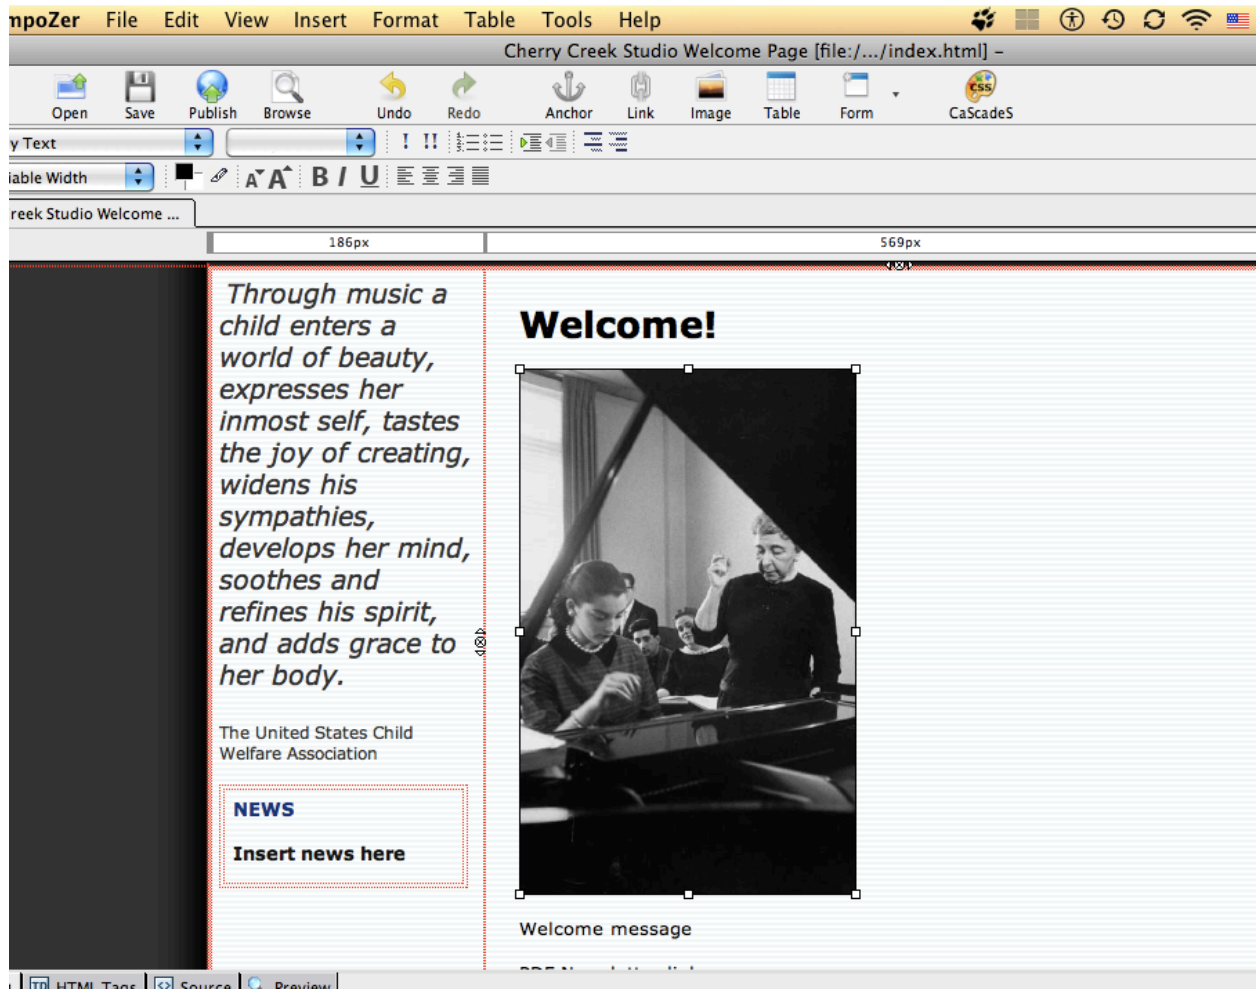 mpoZer File Edit View Insert Format Table Tools Help
Cherry Creek Studio Welcome Page [file:/.../index.html] –
Open Save Publish Browse Undo Redo Anchor Link Image Table Form CaScadeS
y Text
iable Width
reek Studio Welcome ...
186px 569px
Through music a
child enters a
world of beauty,
expresses her
inmost self, tastes
the joy of creating,
widens his
sympathies,
develops her mind,
soothes and
refines his spirit,
and adds grace to
her body.
The United States Child
Welfare Association
NEWS
Insert news here
Welcome!
Welcome message
HTML Tags Source Preview